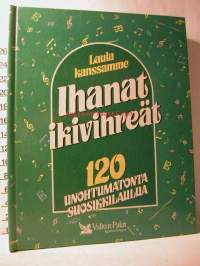 Laula
kanssamme
Ihanat
ikivihreät
120
UNOHTUMATONTA
SUOSIKKILAULUA
Valitut Palat